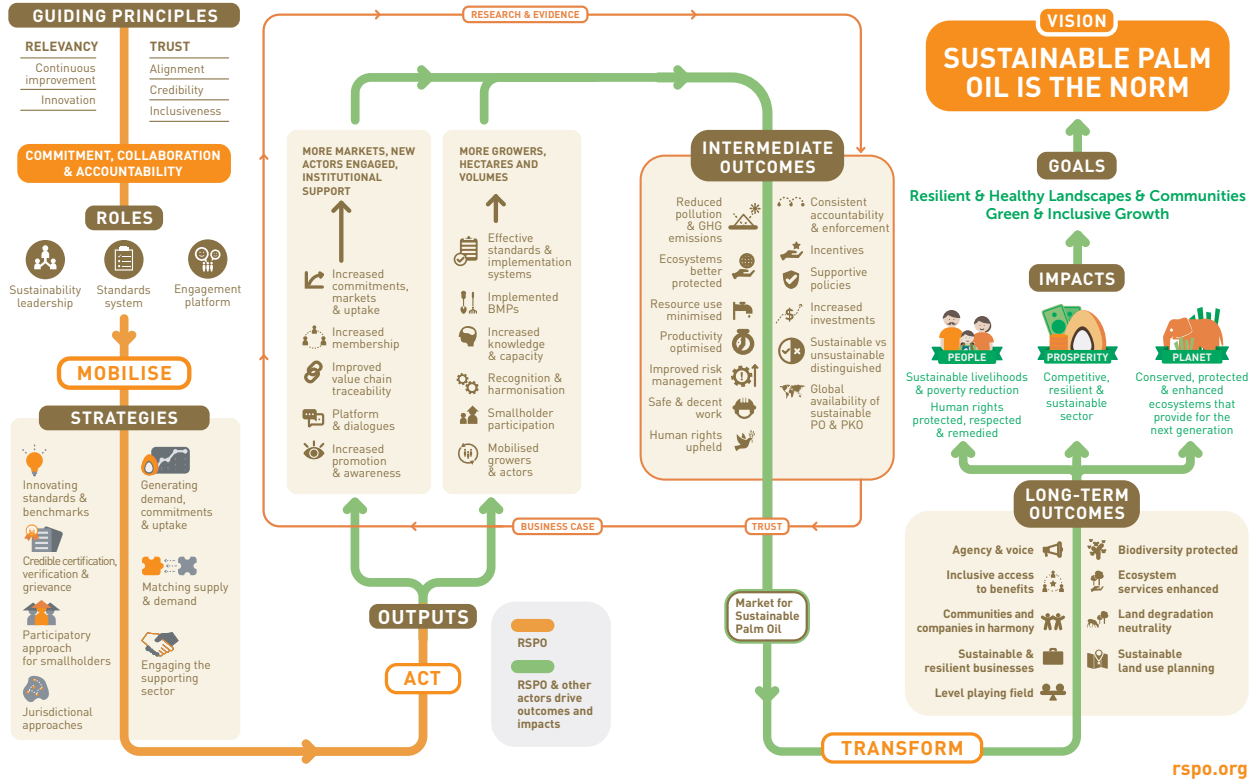 GUIDING PRINCIPLES
RELEVANCY
Continuous
improvement
Innovation
TRUST
Alignment
Credibility
Inclusiveness
COMMITMENT, COLLABORATION
& ACCOUNTABILITY
ROLES
Sustainability
leadership
Standards
system
Engagement
platform
MOBILISE
STRATEGIES
Innovating
standards &
benchmarks
Credible certification,
verification &
grievance
Participatory
approach
for smallholders
Jurisdictional
approaches
Generating
demand,
commitments
& uptake
Matching supply
& demand
Engaging the
supporting
sector
RESEARCH & EVIDENCE
MORE MARKETS, NEW
ACTORS ENGAGED,
INSTITUTIONAL
SUPPORT
Increased
commitments,
markets
& uptake
Increased
membership
Improved
value chain
traceability
Platform
& dialogues
Increased
promotion
& awareness
MORE GROWERS,
HECTARES AND
VOLUMES
Effective
standards &
implementation
systems
Implemented
BMPs
Increased
knowledge
& capacity
Recognition &
harmonisation
Smallholder
participation
Mobilised
growers
& actors
BUSINESS CASE
TRUST
OUTPUTS
ACT
RSPO
RSPO & other
actors drive
outcomes and
impacts
INTERMEDIATE
OUTCOMES
Reduced
pollution
& GHG
emissions
Ecosystems
better
protected
Resource use
minimised
Productivity
optimised
Improved risk
management
Safe & decent
work
Human rights
upheld
Consistent
accountability
& enforcement
Incentives
Supportive
policies
Increased
investments
$
Sustainable vs
unsustainable
distinguished
Global
availability of
sustainable
PO & PKO
Market for
Sustainable
Palm Oil
TRANSFORM
VISION
SUSTAINABLE PALM
OIL IS THE NORM
GOALS
Resilient & Healthy Landscapes & Communities
Green & Inclusive Growth
IMPACTS
PEOPLE
Sustainable livelihoods
& poverty reduction
Human rights
protected, respected
& remedied
PROSPERITY
Competitive,
resilient &
sustainable
sector
PLANET
Conserved, protected
& enhanced
ecosystems that
provide for the
next generation
LONG-TERM
OUTCOMES
Agency & voice
Inclusive access
to benefits
Communities and
companies in harmony
Sustainable &
resilient businesses
Level playing field
Biodiversity protected
Ecosystem
services enhanced
Land degradation
neutrality
Sustainable
land use planning
rspo.org